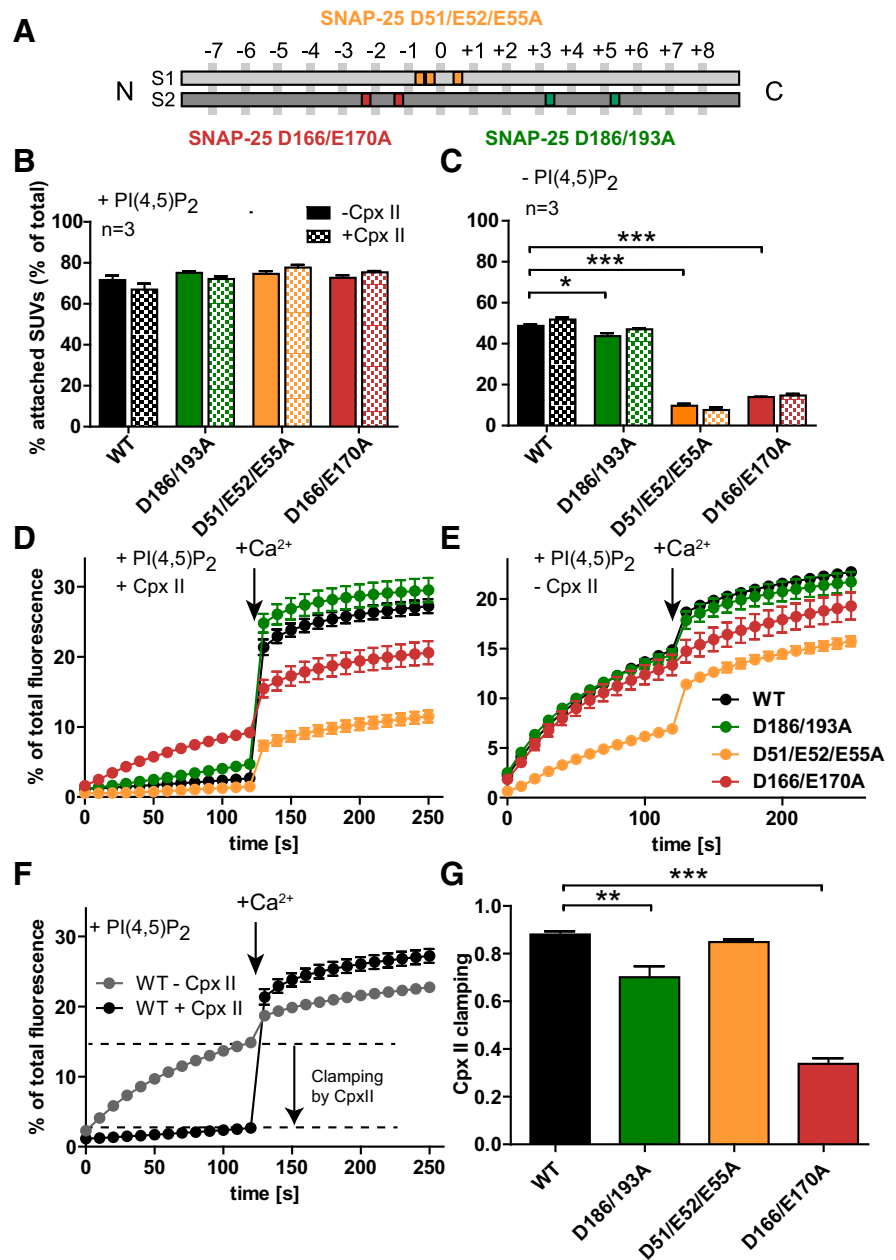 A
SNAP-25 D51/E52/E55A
-7 -6 -5 -4 -3 -2 -1 0 +1 +2 +3 +4 +5 +6 +7 +8
S1
N C
S2
SNAP-25 D166/E170A SNAP-25 D186/193A
B
+ PI(4,5)P2
n=3
-Cpx II
+Cpx II
% attached SUVs (% of total)
100
80
60
40
20
0
WT
D186/193A
D51/E52/E55A
D166/E170A
C
- PI(4,5)P2
n=3
***
***
*
100
80
60
40
20
0
WT
D186/193A
D51/E52/E55A
D166/E170A
D
+ PI(4,5)P2
+ Cpx II
+Ca2+
% of total fluorescence
30
20
10
0
0 50 100 150 200 250
time [s]
E
+ PI(4,5)P2
- Cpx II
+Ca2+
20
15
10
5
0
WT
D186/193A
D51/E52/E55A
D166/E170A
0 100 200
time [s]
F
+ PI(4,5)P2
+Ca2+
WT - Cpx II
WT + Cpx II
Clamping
by CpxII
% of total fluorescence
30
20
10
0
0 50 100 150 200 250
time [s]
G
***
**
Cpx II clamping
1.0
0.8
0.6
0.4
0.2
0.0
WT
D186/193A
D51/E52/E55A
D166/E170A